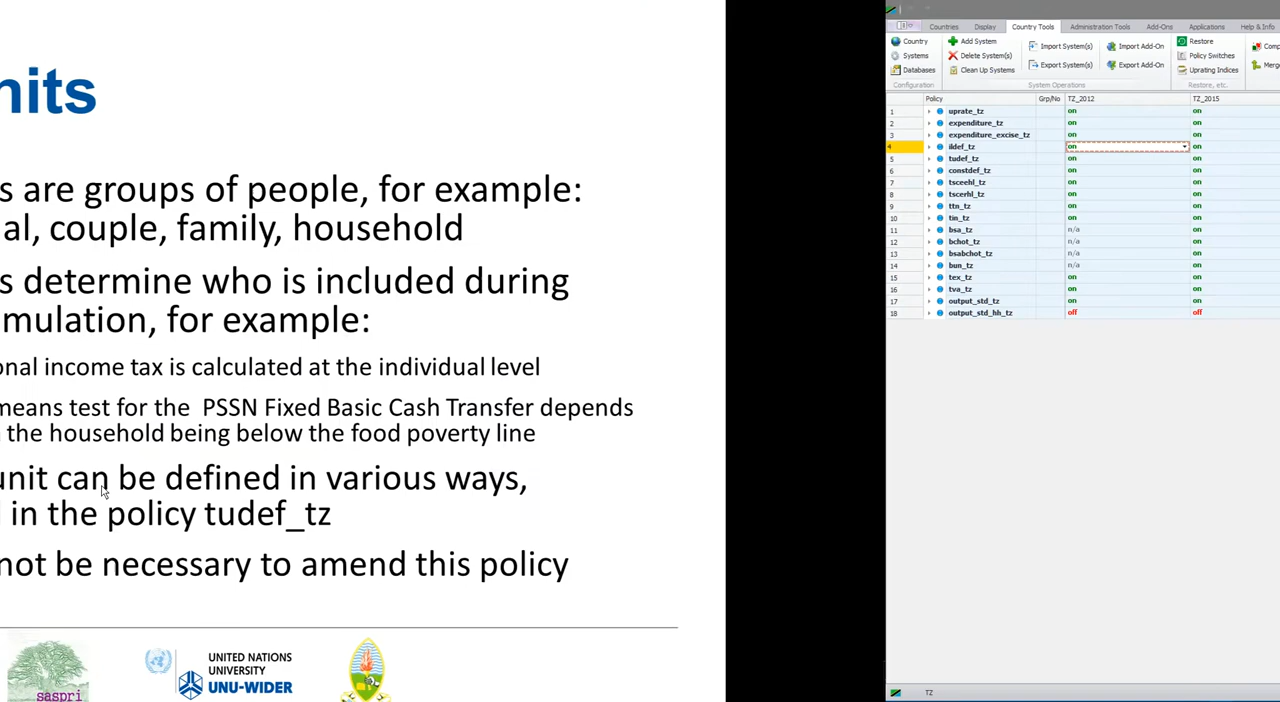 nits
s are groups of people, for example:
al, couple, family, household
s determine who is included during
mulation, for example:
onal income tax is calculated at the individual level
means test for the PSSN Fixed Basic Cash Transfer depends
the household being below the food poverty line
unit can be defined in various ways,
in the policy tudef_tz
not be necessary to amend this policy
saspri
UNITED NATIONS
UNIVERSITY
UNU-WIDER
Countries Display Country Tools Administration Tools Add-Ons Applications Help & Info
Country Add System Import System(s) Import Add-On Restore Comp
Systems Delete System(s) Policy Switches
Databases Clean Up Systems Export System(s) Export Add-On Uprating Indices Merg
Configuration System Operations Restore, etc.
Policy Grp/No TZ_2012 TZ_2015
1 uprate_tz on on
2 expenditure_tz on on
3 expenditure_excise_tz on on
4 ildef_tz on on
5 tudef_tz on on
6 constdef_tz on on
7 tsceehl_tz on on
8 tscerhl_tz on on
9 ttn_tz on on
10 tin_tz on on
11 bsa_tz n/a on
12 bchot_tz n/a on
13 bsabchot_tz n/a on
14 bun_tz n/a on
15 tex_tz on on
16 tva_tz on on
17 output_std_tz on on
18 output_std_hh_tz off off
TZ